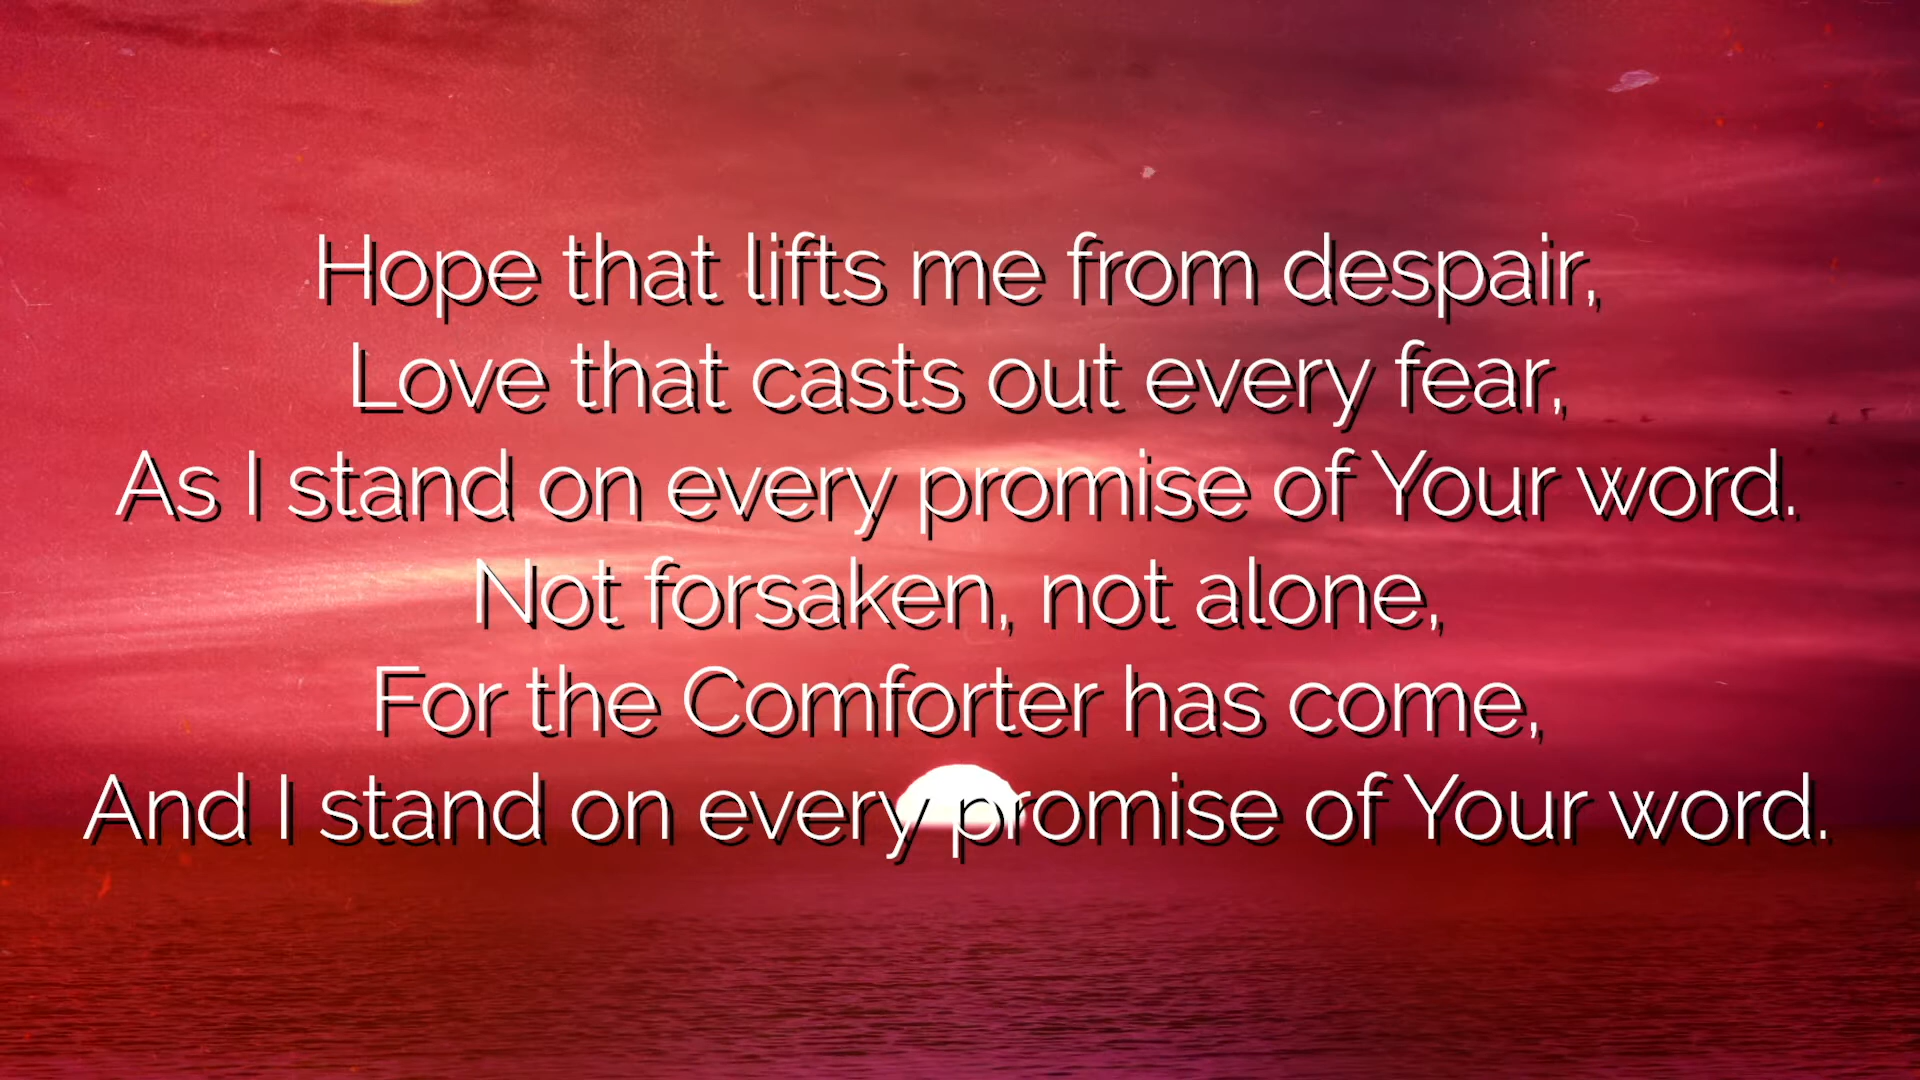 Hope that lifts me from despair,
Love that casts out every fear,
As I stand on every promise of Your word.
Not forsaken, not alone,
For the Comforter has come,
And I stand on every promise of Your word.